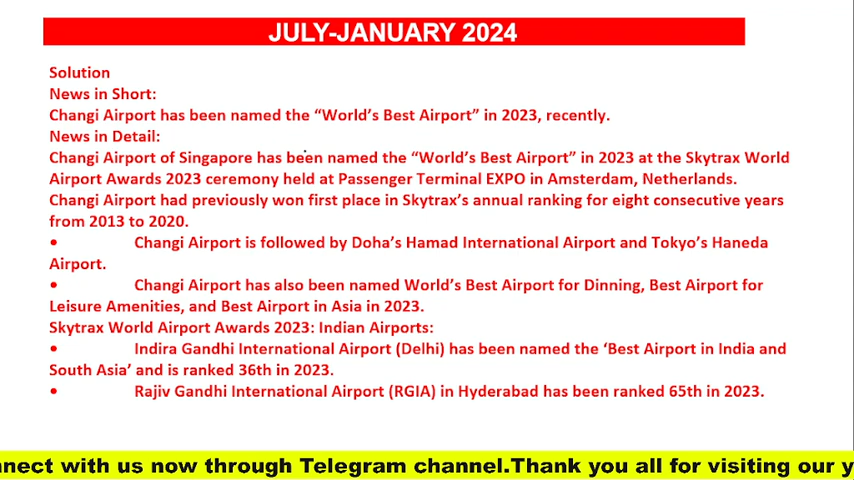 JULY-JANUARY 2024
Solution
News in Short:
Changi Airport has been named the “World’s Best Airport” in 2023, recently.
News in Detail:
Changi Airport of Singapore has been named the “World’s Best Airport” in 2023 at the Skytrax World
Airport Awards 2023 ceremony held at Passenger Terminal EXPO in Amsterdam, Netherlands.
Changi Airport had previously won first place in Skytrax’s annual ranking for eight consecutive years
from 2013 to 2020.
• Changi Airport is followed by Doha’s Hamad International Airport and Tokyo’s Haneda
Airport.
• Changi Airport has also been named World’s Best Airport for Dinning, Best Airport for
Leisure Amenities, and Best Airport in Asia in 2023.
Skytrax World Airport Awards 2023: Indian Airports:
• Indira Gandhi International Airport (Delhi) has been named the ‘Best Airport in India and
South Asia’ and is ranked 36th in 2023.
• Rajiv Gandhi International Airport (RGIA) in Hyderabad has been ranked 65th in 2023.
nnect with us now through Telegram channel.Thank you all for visiting our y